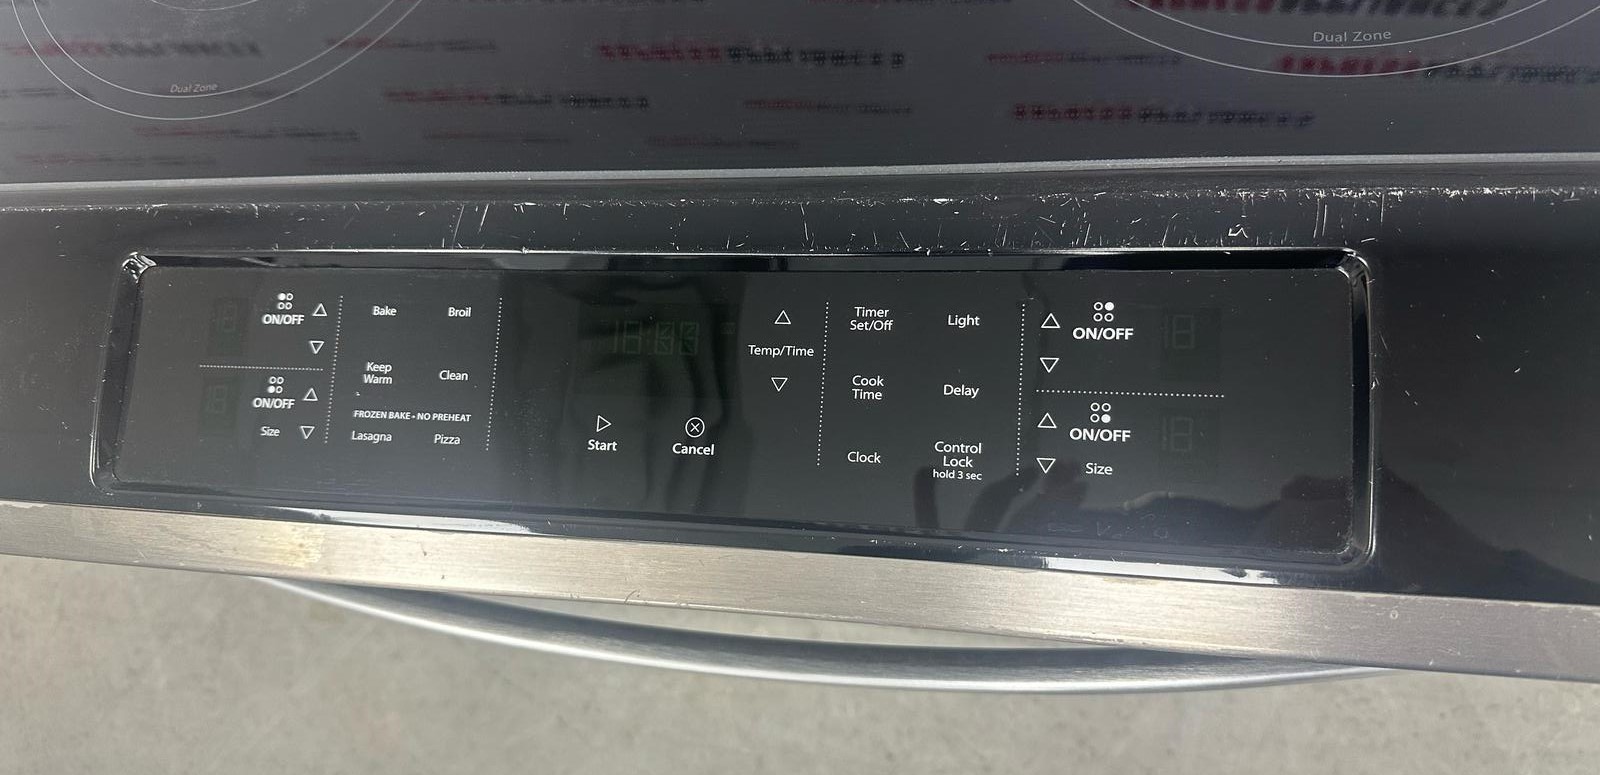 Dual Zone
Dual Zone
ON/OFF
ON/OFF
Size
Bake
Broil
Keep
Warm
Clean
FROZEN BAKE • NO PREHEAT
Lasagna
Pizza
Start
Cancel
Temp/Time
Timer
Set/Off
Light
Cook
Time
Delay
Clock
Control
Lock
hold 3 sec
ON/OFF
ON/OFF
Size